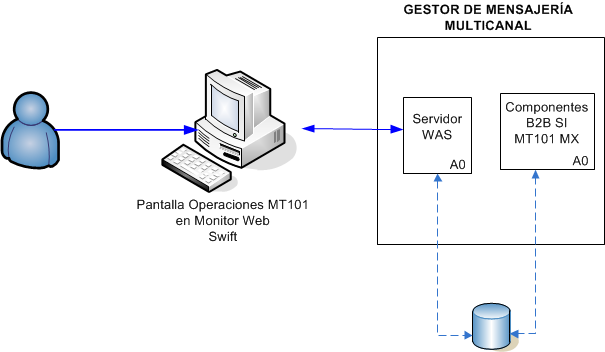 GESTOR DE MENSAJERÍA
MULTICANAL
Servidor
WAS
A0
Componentes
B2B SI
MT101 MX
A0
Pantalla Operaciones MT101
en Monitor Web
Swift